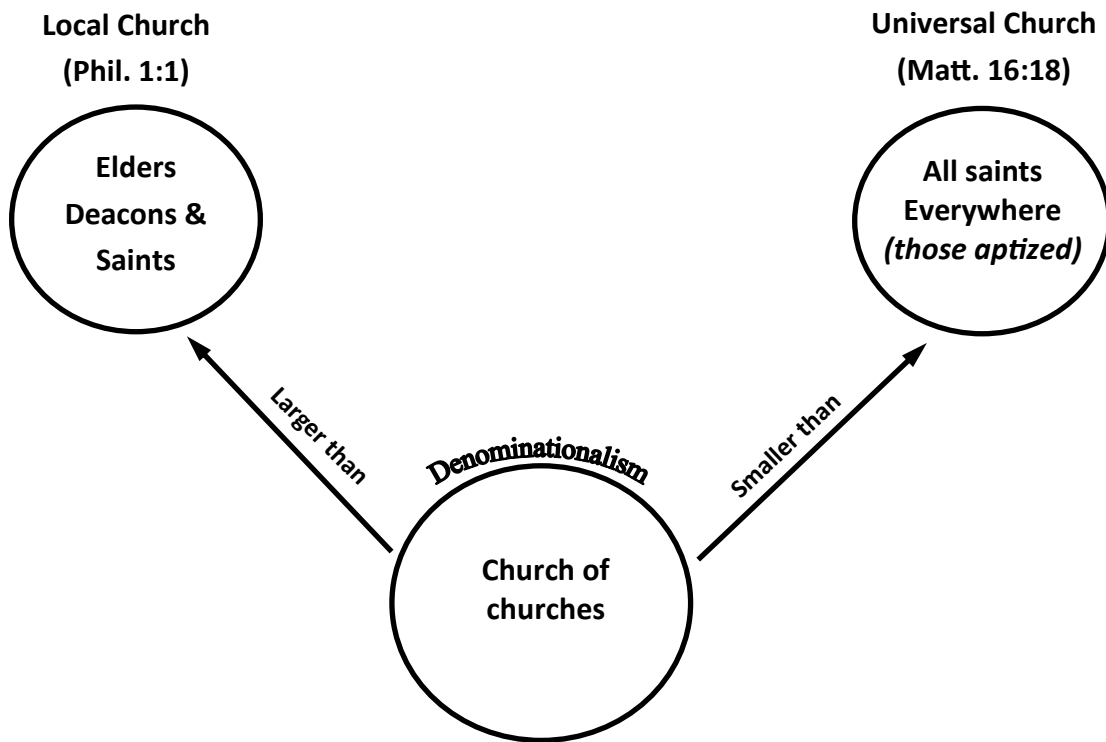 Local Church
(Phil. 1:1)
Elders
Deacons &
Saints
Universal Church
(Matt. 16:18)
All saints
Everywhere
(those aptized)
Larger than
Smaller than
Denominationalism
Church of
churches